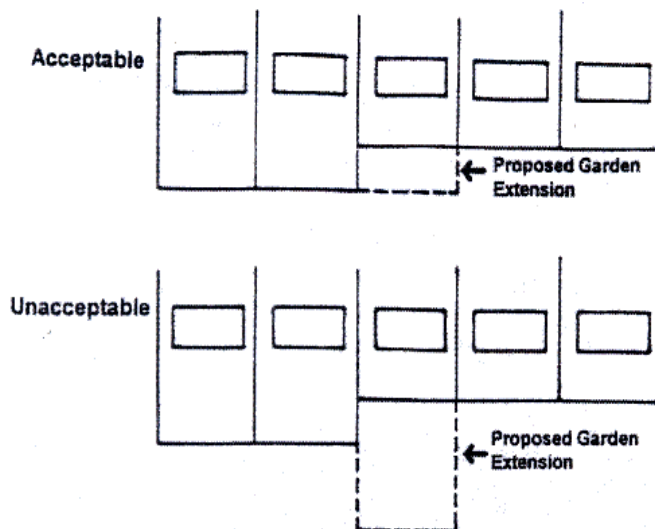 Acceptable
Proposed Garden
Extension
Unacceptable
Proposed Garden
Extension